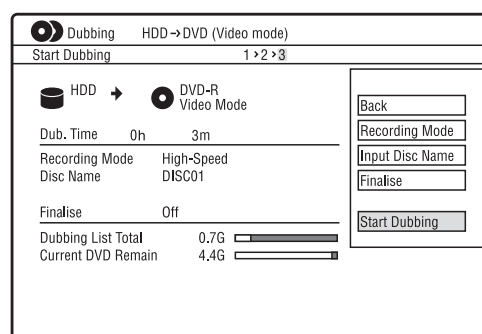 Dubbing HDD→DVD (Video mode)
Start Dubbing 1›2›3
HDD → DVD-R
Video Mode
Dub. Time 0h 3m
Recording Mode High-Speed
Disc Name DISC01
Finalise Off
Dubbing List Total 0.7G
Current DVD Remain 4.4G
Back
Recording Mode
Input Disc Name
Finalise
Start Dubbing